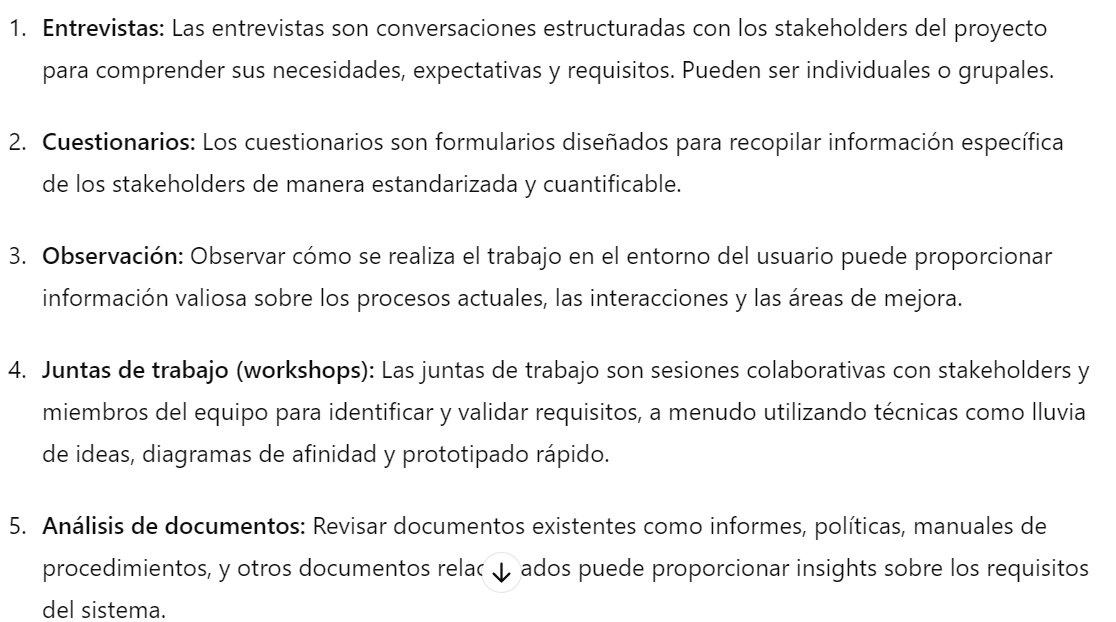 1. Entrevistas: Las entrevistas son conversaciones estructuradas con los stakeholders del proyecto
para comprender sus necesidades, expectativas y requisitos. Pueden ser individuales o grupales.
2. Cuestionarios: Los cuestionarios son formularios diseñados para recopilar información específica
de los stakeholders de manera estandarizada y cuantificable.
3. Observación: Observar cómo se realiza el trabajo en el entorno del usuario puede proporcionar
información valiosa sobre los procesos actuales, las interacciones y las áreas de mejora.
4. Juntas de trabajo (workshops): Las juntas de trabajo son sesiones colaborativas con stakeholders y
miembros del equipo para identificar y validar requisitos, a menudo utilizando técnicas como lluvia
de ideas, diagramas de afinidad y prototipado rápido.
5. Análisis de documentos: Revisar documentos existentes como informes, políticas, manuales de
procedimientos, y otros documentos puede proporcionar insights sobre los requisitos
del sistema.